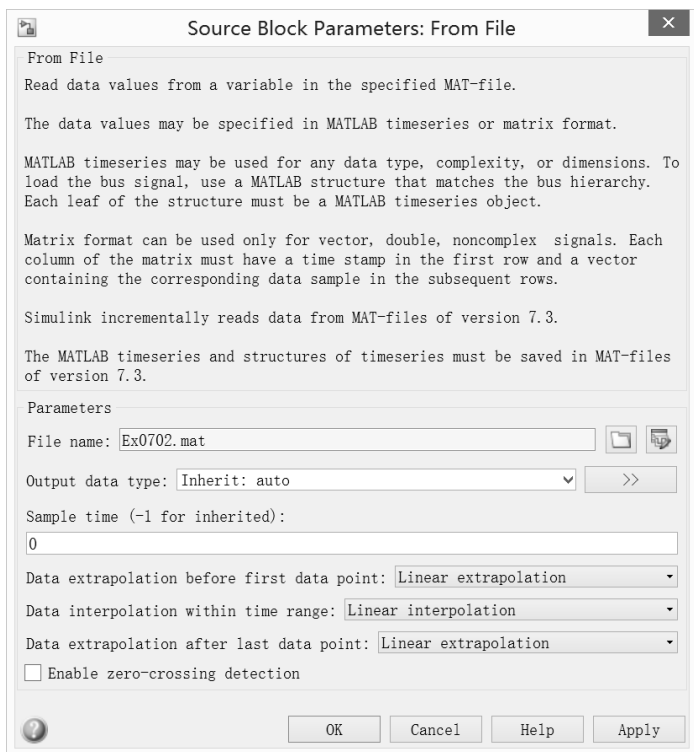 Source Block Parameters: From File
From File
Read data values from a variable in the specified MAT-file.
The data values may be specified in MATLAB timeseries or matrix format.
MATLAB timeseries may be used for any data type, complexity, or dimensions. To
load the bus signal, use a MATLAB structure that matches the bus hierarchy.
Each leaf of the structure must be a MATLAB timeseries object.
Matrix format can be used only for vector, double, noncomplex  signals. Each
column of the matrix must have a time stamp in the first row and a vector
containing the corresponding data sample in the subsequent rows.
Simulink incrementally reads data from MAT-files of version 7.3.
The MATLAB timeseries and structures of timeseries must be saved in MAT-files
of version 7.3.
Parameters
File name: Ex0702.mat
Output data type: Inherit: auto >>
Sample time (-1 for inherited):
0
Data extrapolation before first data point: Linear extrapolation
Data interpolation within time range: Linear interpolation
Data extrapolation after last data point: Linear extrapolation
Enable zero-crossing detection
OK Cancel Help Apply